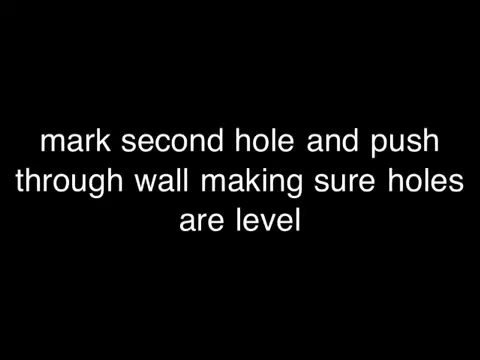 mark second hole and push
through wall making sure holes
are level